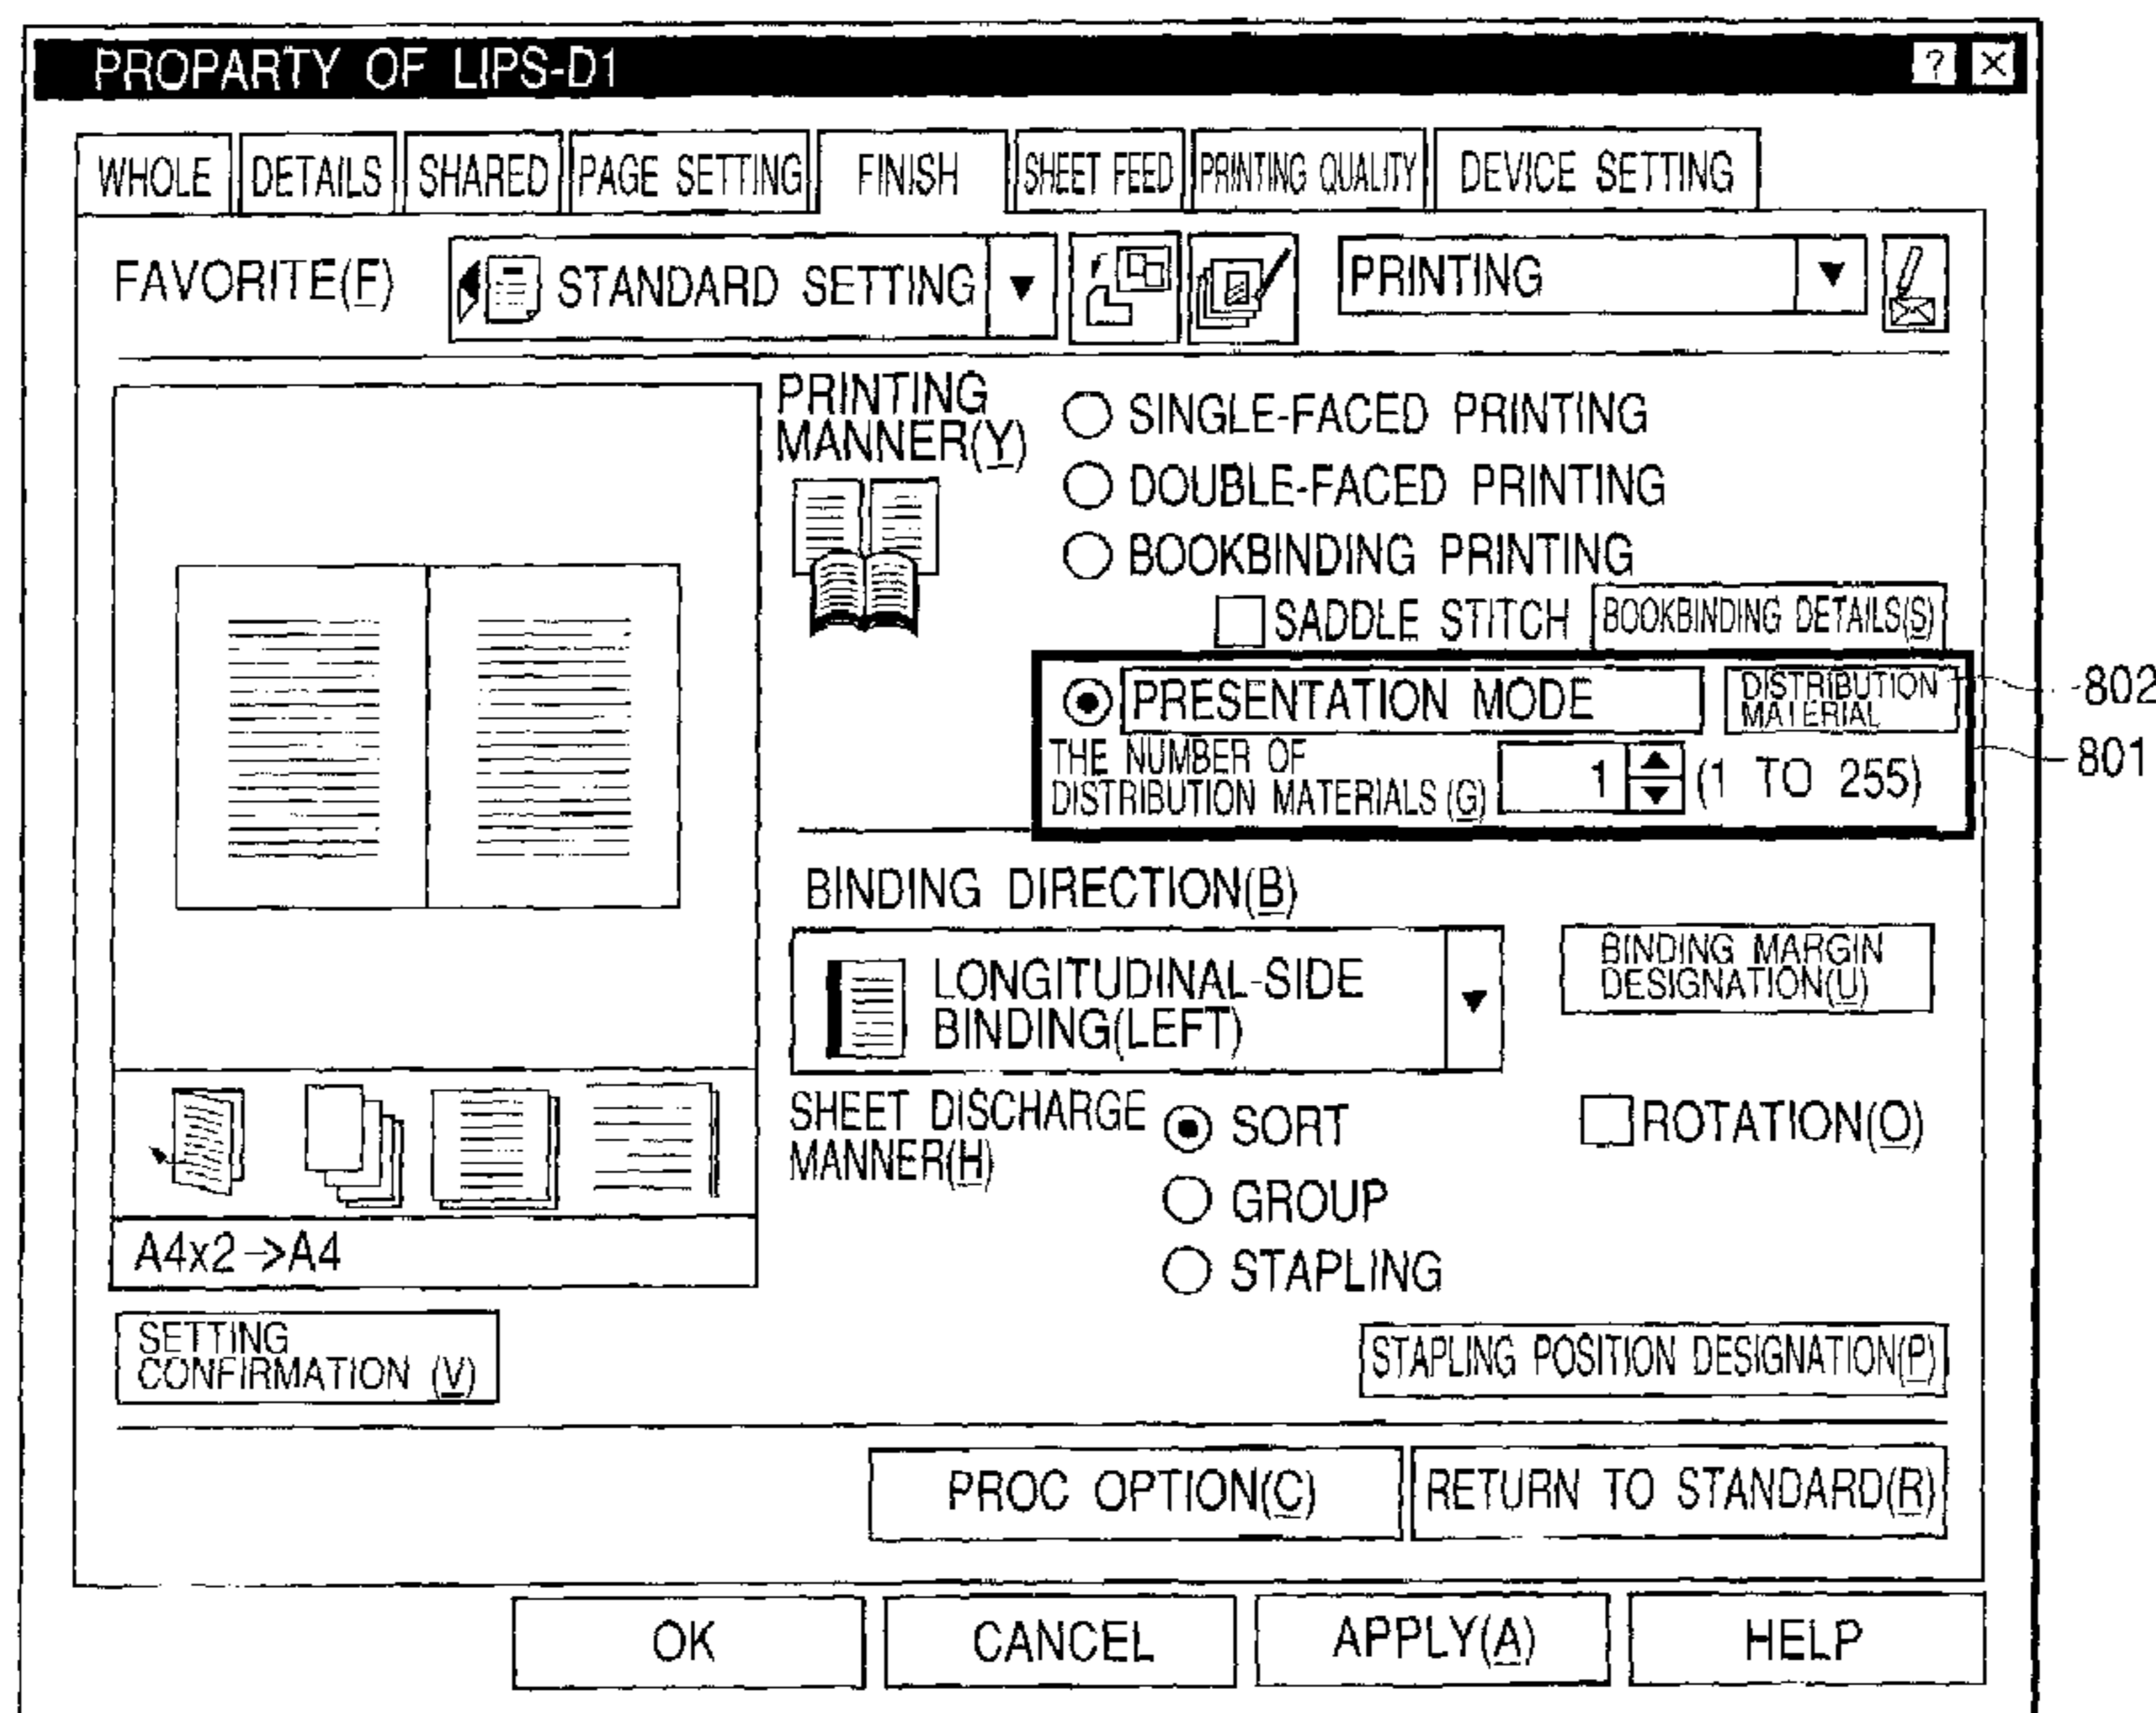 PROPARTY OF LIPS-D1 ? X
WHOLE DETAILS SHARED PAGE SETTING FINISH SHEET FEED PRINTING QUALITY DEVICE SETTING
FAVORITE(F) STANDARD SETTING PRINTING
PRINTING
MANNER(Y)
SINGLE-FACED PRINTING
DOUBLE-FACED PRINTING
BOOKBINDING PRINTING
SADDLE STITCH BOOKBINDING DETAILS(S)
PRESENTATION MODE
DISTRIBUTION
MATERIAL
802
THE NUMBER OF
DISTRIBUTION MATERIALS (G)
1 (1 TO 255)
801
BINDING DIRECTION(B)
LONGITUDINAL-SIDE
BINDING(LEFT)
BINDING MARGIN
DESIGNATION(U)
SHEET DISCHARGE
MANNER(H)
SORT
ROTATION(O)
GROUP
STAPLING
A4x2->A4
SETTING
CONFIRMATION (V)
STAPLING POSITION DESIGNATION(P)
PROC OPTION(C) RETURN TO STANDARD(R)
OK CANCEL APPLY(A) HELP